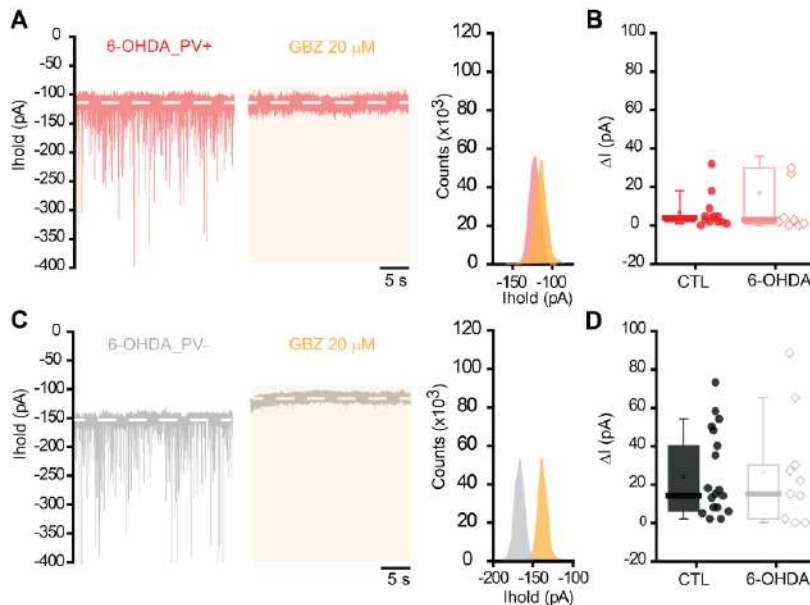 A
6-OHDA_PV+
GBZ 20 μM
Ihold (pA)
0
-50
-100
-150
-200
-250
-300
-350
-400
5 s
Counts (x10³)
120
100
80
60
40
20
0
-150 -100
Ihold (pA)
B
ΔI (pA)
100
80
60
40
20
0
-20
CTL 6-OHDA
C
6-OHDA_PV-
GBZ 20 μM
Ihold (pA)
0
-50
-100
-150
-200
-250
-300
-350
-400
5 s
Counts (x10³)
120
100
80
60
40
20
0
-200 -150 -100
Ihold (pA)
D
ΔI (pA)
100
80
60
40
20
0
-20
CTL 6-OHDA